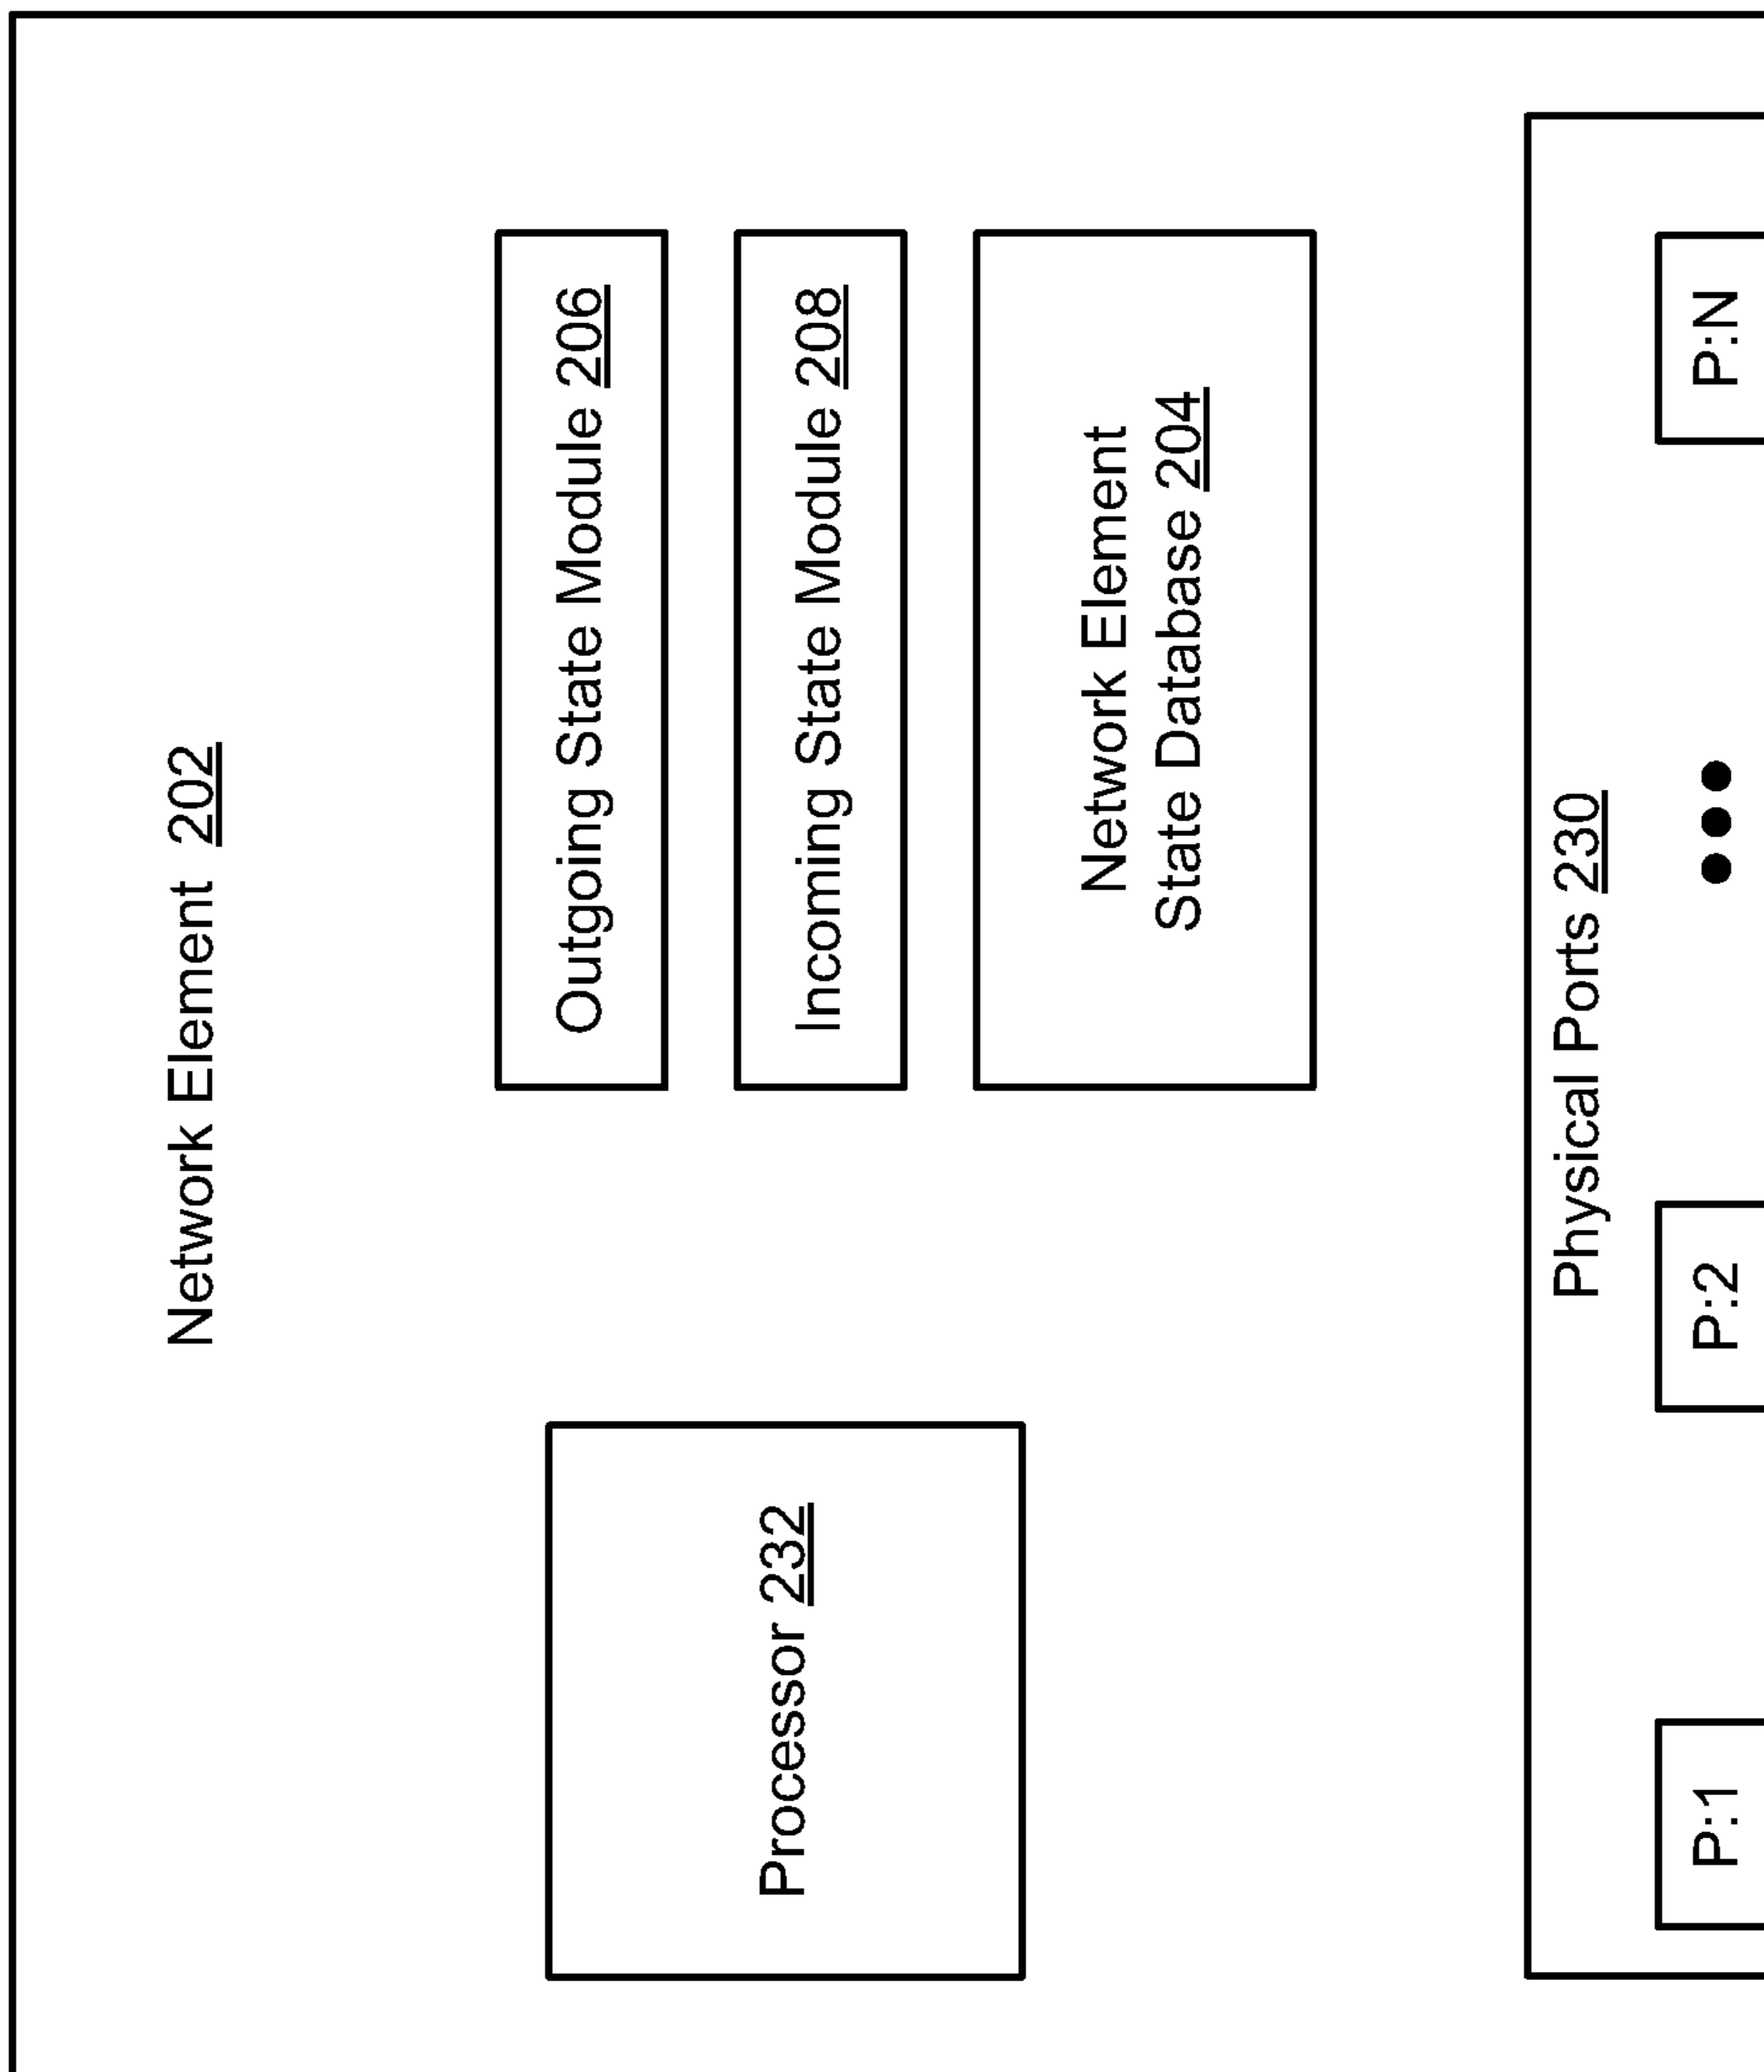 Network Element 202
Outgoing State Module 206
Incoming State Module 208
Processor 232
Network Element
State Database 204
Physical Ports 230
P:1
P:2
P:N